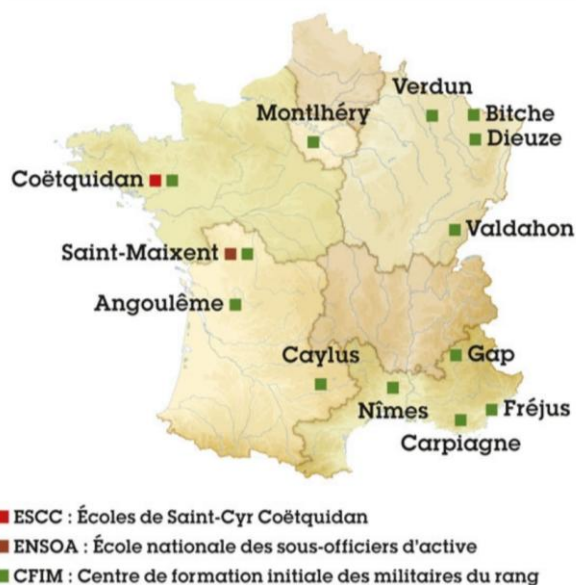 Verdun
Montlhéry
Bitche
Dieuze
Coëtquidan
Valdahon
Saint-Maixent
Angoulême
Caylus
Gap
Nîmes
Fréjus
Carpiagne
ESCC : Écoles de Saint-Cyr Coëtquidan
ENSOA : École nationale des sous-officiers d'active
CFIM : Centre de formation initiale des militaires du rang